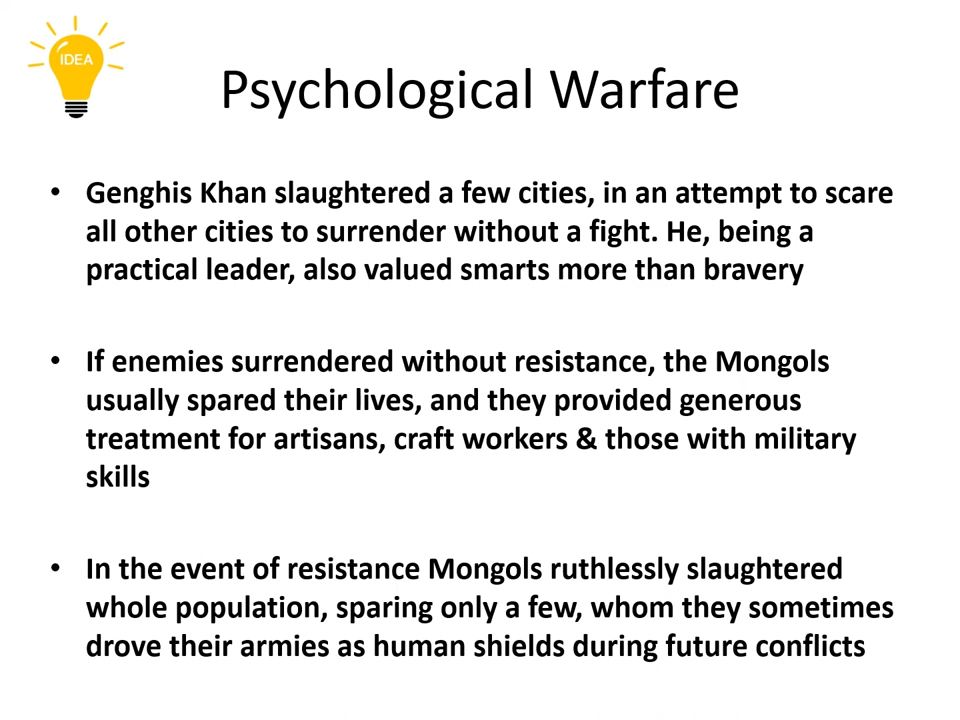 IDEA
Psychological Warfare
• Genghis Khan slaughtered a few cities, in an attempt to scare
all other cities to surrender without a fight. He, being a
practical leader, also valued smarts more than bravery
• If enemies surrendered without resistance, the Mongols
usually spared their lives, and they provided generous
treatment for artisans, craft workers & those with military
skills
• In the event of resistance Mongols ruthlessly slaughtered
whole population, sparing only a few, whom they sometimes
drove their armies as human shields during future conflicts